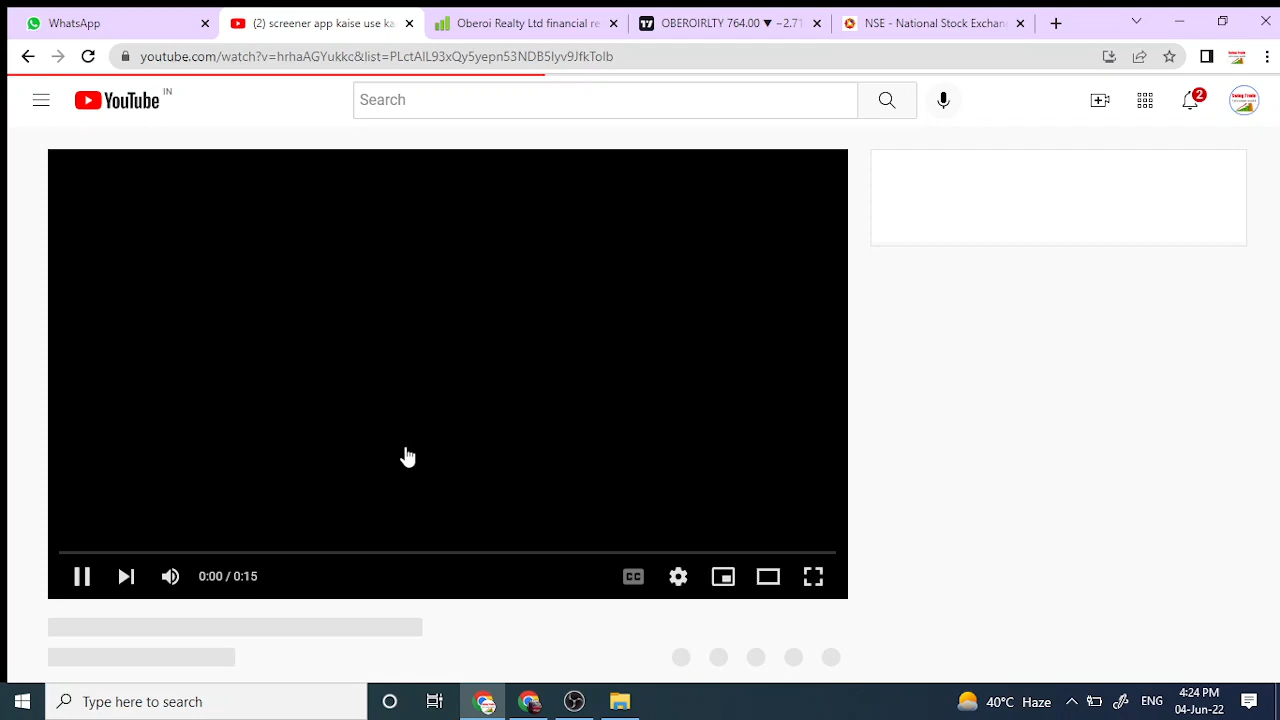 WhatsApp
(2) screener app kaise use ka
Oberoi Realty Ltd financial re
OBEROIRLTY 764.00 ▼ −2.71
NSE - National Stock Exchan
youtube.com/watch?v=hrhaAGYukkc&list=PLctAIL93xQy5yepn53NDB5lyv9JfkTolb
YouTube IN
Search
2
0:00 / 0:15
CC
Type here to search
40°C Haze
ENG
4:24 PM
04-Jun-22